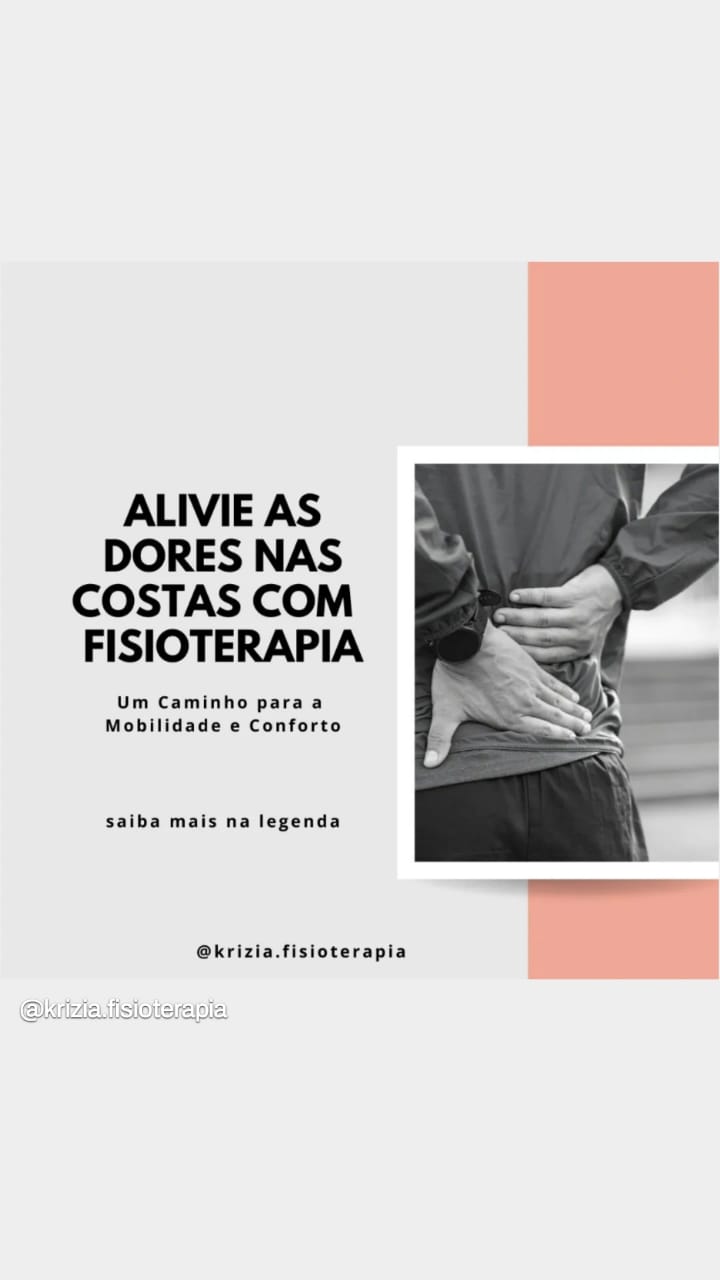 ALIVIE AS
DORES NAS
COSTAS COM
FISIOTERAPIA
Um Caminho para a
Mobilidade e Conforto
saiba mais na legenda
@krizia.fisioterapia
@krizia.fisioterapia